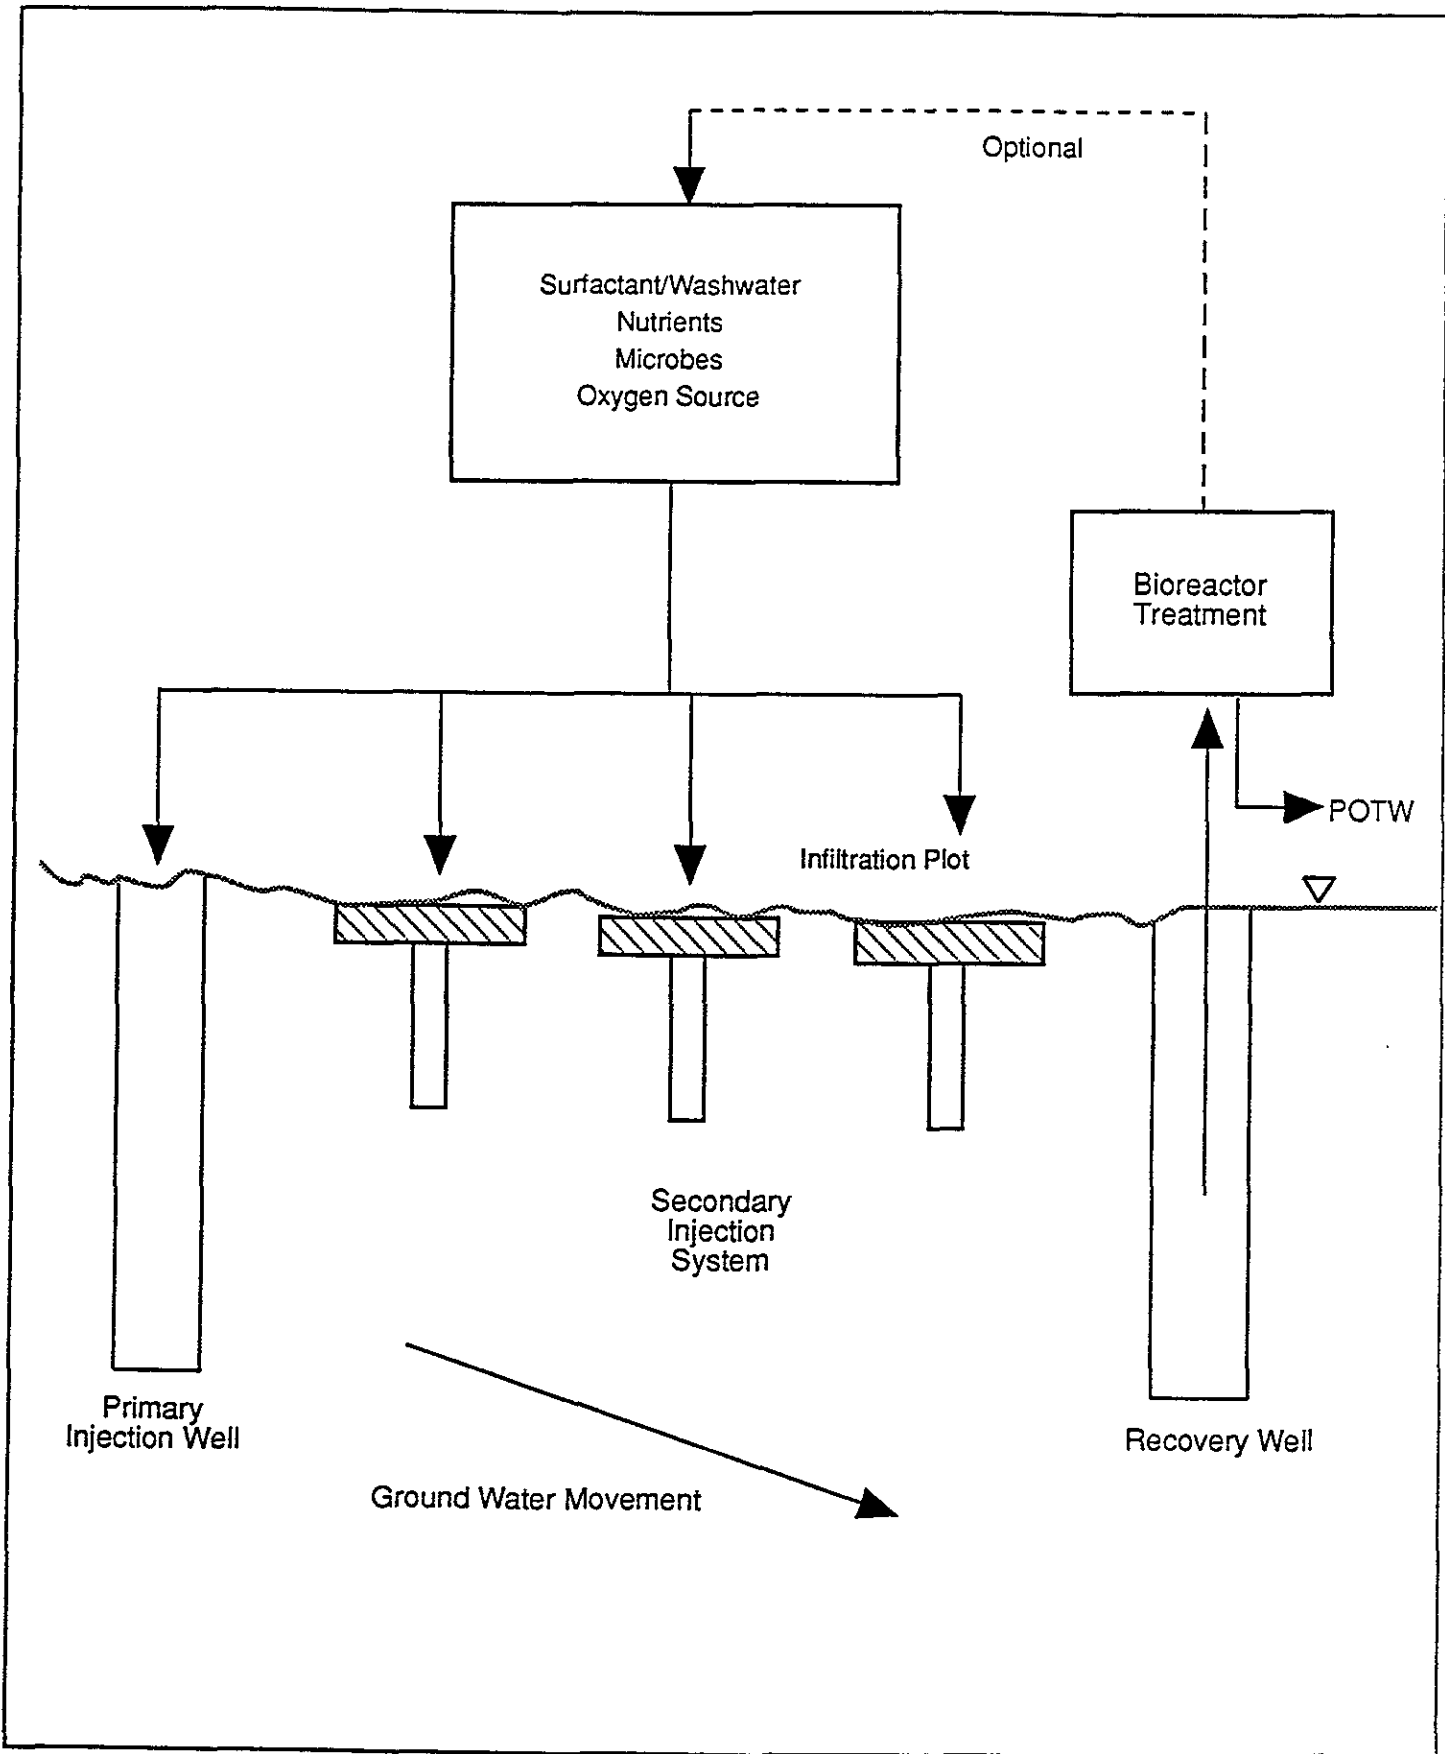 Optional
Surfactant/Washwater
Nutrients
Microbes
Oxygen Source
Bioreactor
Treatment
POTW
Infiltration Plot
Secondary
Injection
System
Primary
Injection Well
Recovery Well
Ground Water Movement